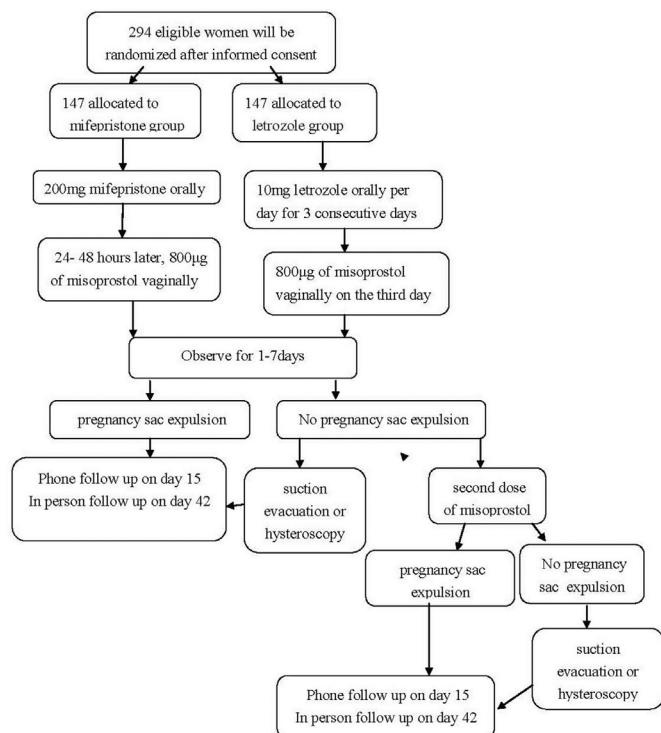 294 eligible women will be
randomized after informed consent
147 allocated to
mifepristone group
147 allocated to
letrozole group
200mg mifepristone orally
10mg letrozole orally per
day for 3 consecutive days
24- 48 hours later, 800μg
of misoprostol vaginally
800μg of misoprostol
vaginally on the third day
Observe for 1-7days
pregnancy sac expulsion
No pregnancy sac expulsion
Phone follow up on day 15
In person follow up on day 42
suction
evacuation or
hysteroscopy
second dose
of misoprostol
pregnancy sac
expulsion
No pregnancy
sac expulsion
suction
evacuation or
hysteroscopy
Phone follow up on day 15
In person follow up on day 42